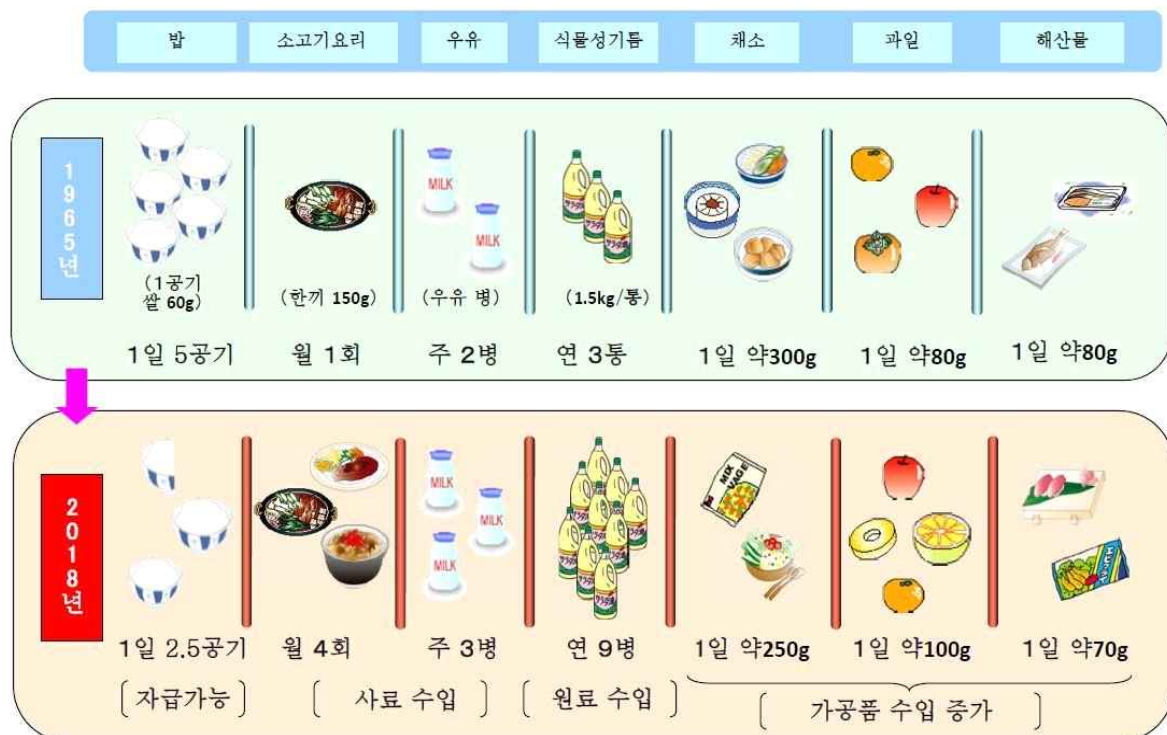 밥 소고기요리 우유 식물성기름 채소 과일 해산물
1965년
MILK
MILK
(1공기
쌀 60g) (한끼 150g) (우유 병) (1.5kg/통)
1일 5공기 월 1회 주 2병 연 3통 1일 약300g 1일 약80g 1일 약80g
2018년
MILK
MILK
MILK
MIX
VAGE
1일 2.5공기 월 4회 주 3병 연 9병 1일 약250g 1일 약100g 1일 약70g
[자급가능] [사료 수입] [원료 수입] [가공품 수입 증가]